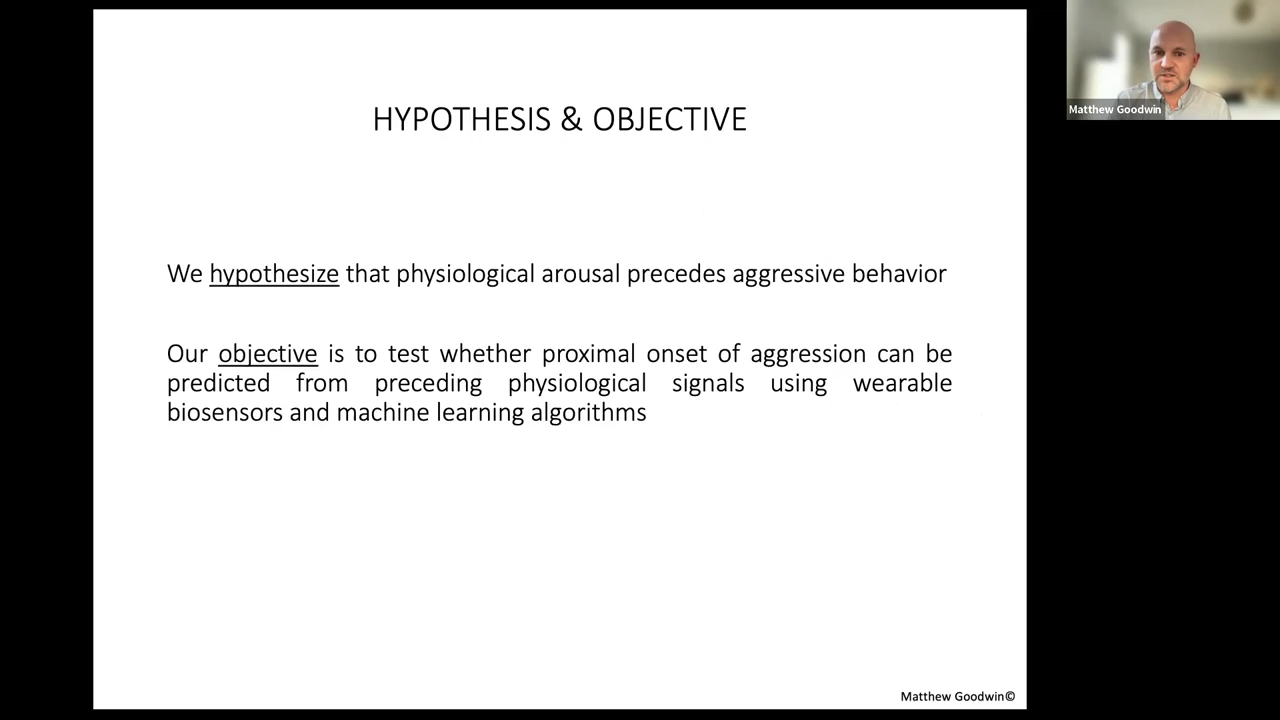 HYPOTHESIS & OBJECTIVE
We hypothesize that physiological arousal precedes aggressive behavior
Our objective is to test whether proximal onset of aggression can be
predicted from preceding physiological signals using wearable
biosensors and machine learning algorithms
Matthew Goodwin©
Matthew Goodwin